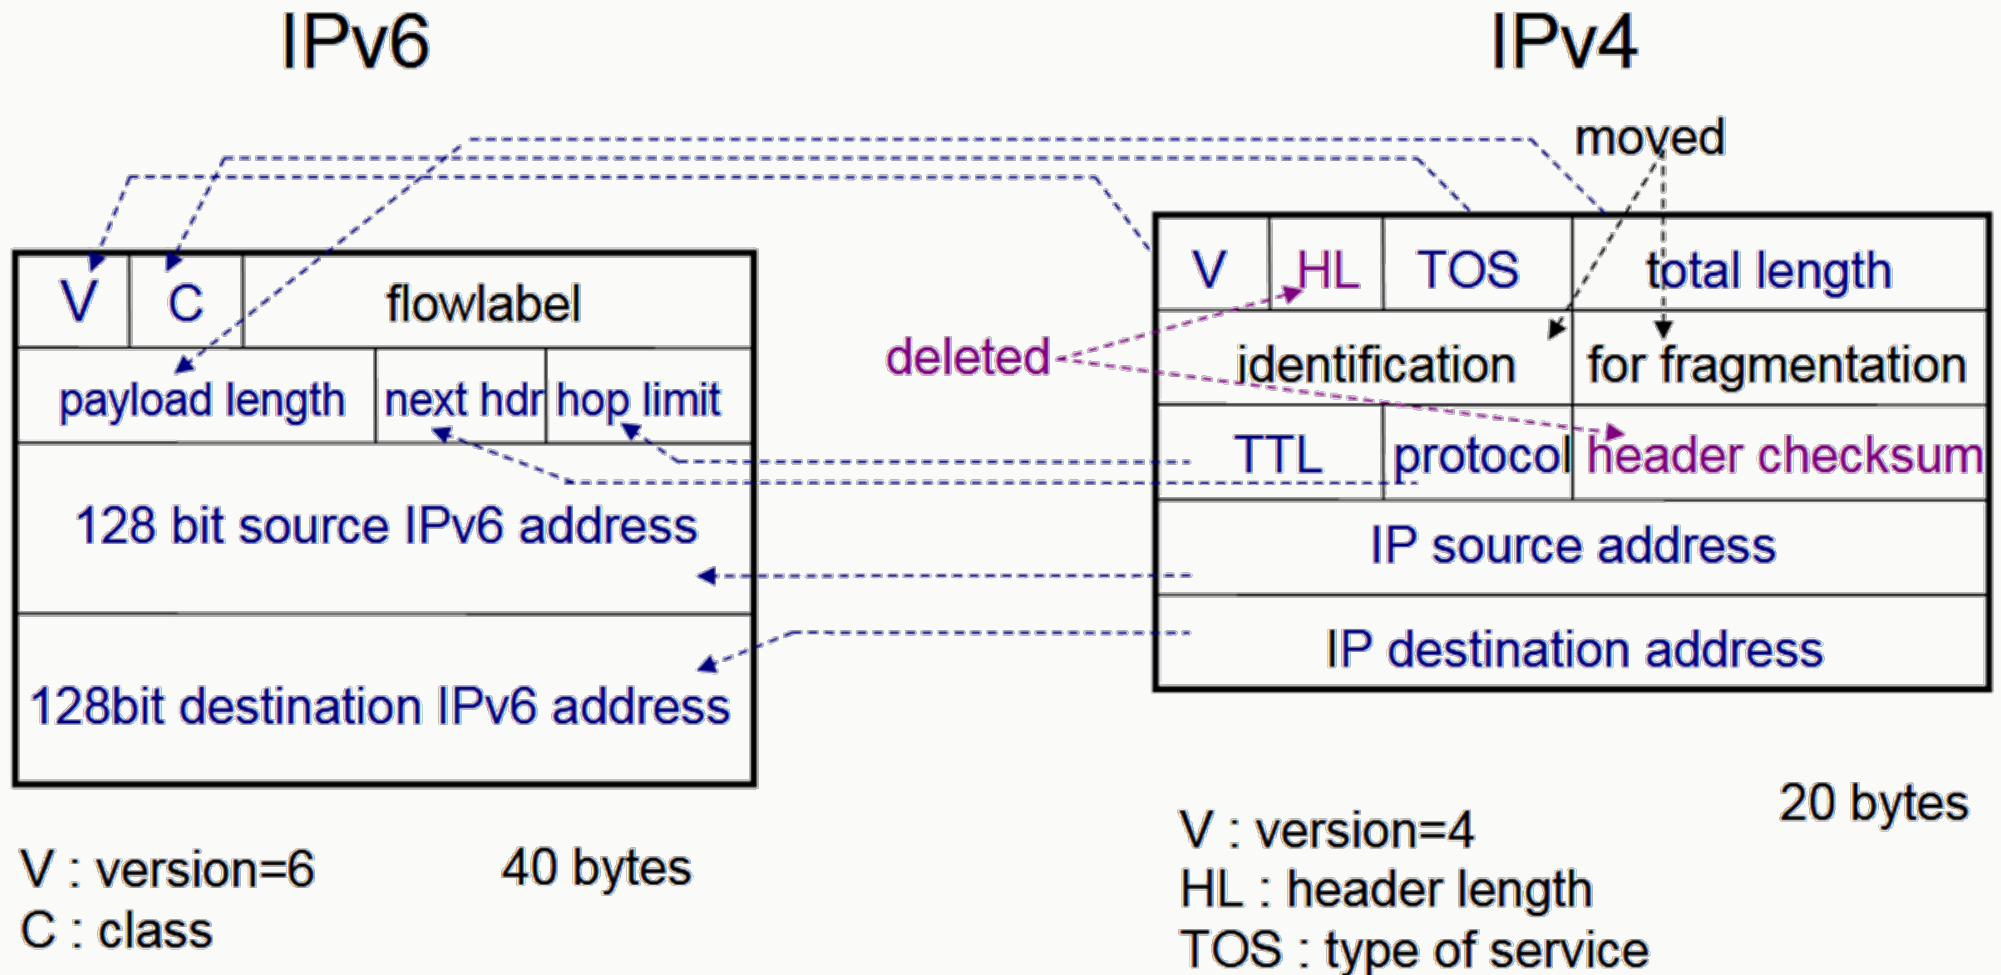 IPv6
IPv4
moved
V
C
flowlabel
payload length
next hdr
hop limit
128 bit source IPv6 address
128bit destination IPv6 address
V : version=6
40 bytes
C : class
deleted
V
HL
TOS
total length
identification
for fragmentation
TTL
protocol
header checksum
IP source address
IP destination address
20 bytes
V : version=4
HL : header length
TOS : type of service